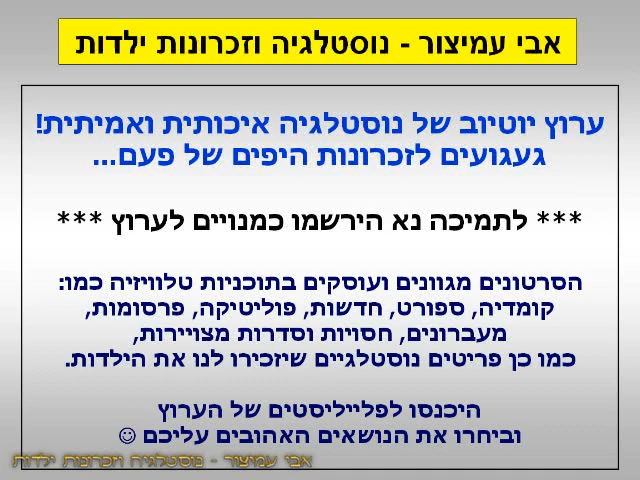 אבי עמיצור - נוסטלגיה וזכרונות ילדות
ערוץ יוטיוב של נוסטלגיה איכותית ואמיתית!
געגועים לזכרונות היפים של פעם...
*** לתמיכה נא הירשמו כמנויים לערוץ ***
הסרטונים מגוונים ועוסקים בתוכניות טלוויזיה כמו:
קומדיה, ספורט, חדשות, פוליטיקה, פרסומות,
מעברונים, חסויות וסדרות מצויירות,
כמו כן פריטים נוסטלגיים שיזכירו לנו את הילדות.
היכנסו לפלייליסטים של הערוץ
וביחרו את הנושאים האהובים עליכם ☺
אבי עמיצור - נוסטלגיה וזכרונות ילדות